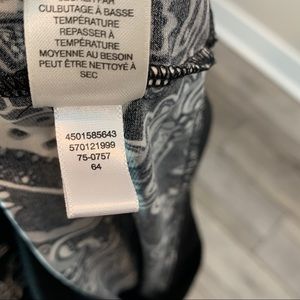 CULBUTAGE À BASSE
TEMPÉRATURE
REPASSER À
TEMPÉRATURE
MOYENNE AU BESOIN
PEUT ÊTRE NETTOYÉ À
SEC
4501585643
570121999
75-0757
64